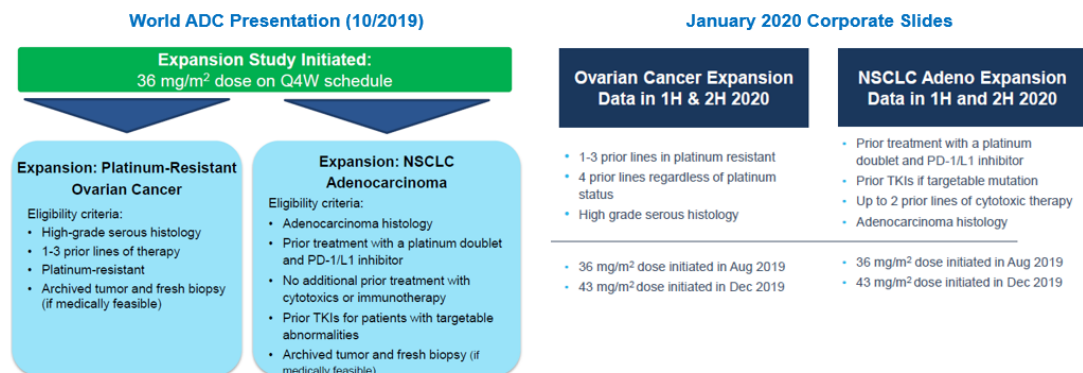 World ADC Presentation (10/2019)
Expansion Study Initiated:
36 mg/m² dose on Q4W schedule
Expansion: Platinum-Resistant
Ovarian Cancer
Eligibility criteria:
• High-grade serous histology
• 1-3 prior lines of therapy
• Platinum-resistant
• Archived tumor and fresh biopsy
(if medically feasible)
Expansion: NSCLC
Adenocarcinoma
Eligibility criteria:
• Adenocarcinoma histology
• Prior treatment with a platinum doublet
and PD-1/L1 inhibitor
• No additional prior treatment with
cytotoxics or immunotherapy
• Prior TKIs for patients with targetable
abnormalities
• Archived tumor and fresh biopsy (if
medically feasible)
January 2020 Corporate Slides
Ovarian Cancer Expansion
Data in 1H & 2H 2020
• 1-3 prior lines in platinum resistant
• 4 prior lines regardless of platinum
status
• High grade serous histology
• 36 mg/m² dose initiated in Aug 2019
• 43 mg/m² dose initiated in Dec 2019
NSCLC Adeno Expansion
Data in 1H and 2H 2020
• Prior treatment with a platinum
doublet and PD-1/L1 inhibitor
• Prior TKIs if targetable mutation
• Up to 2 prior lines of cytotoxic therapy
• Adenocarcinoma histology
• 36 mg/m² dose initiated in Aug 2019
• 43 mg/m² dose initiated in Dec 2019